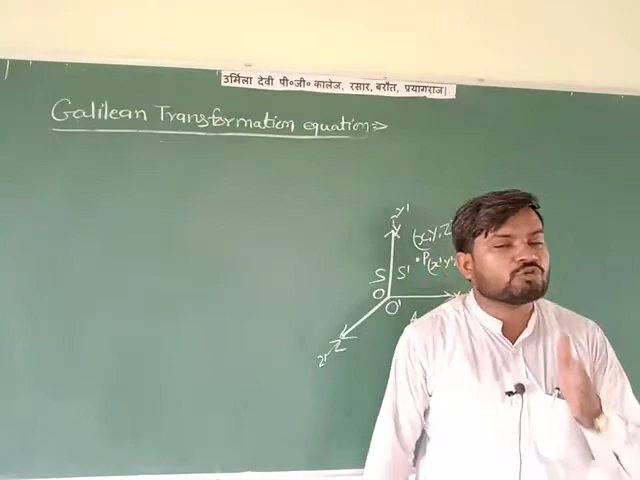 उर्मिला देवी पी०जी० कालेज, रसार, बरौत, प्रयागराज।
Galilean Transformation equation ⇒
y'
y
(x, y, z
S S' • P(x' y'
O
O'
z
z'